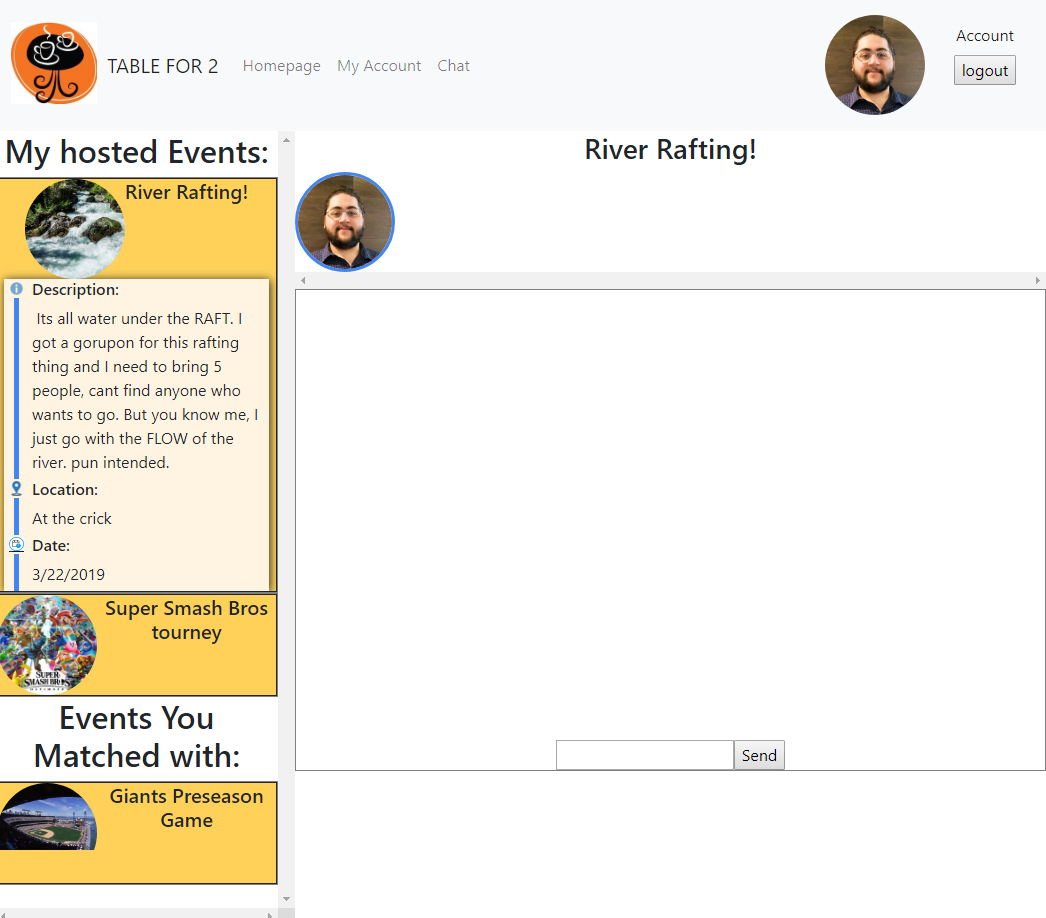 TABLE FOR 2
Homepage
My Account
Chat
Account
logout
My hosted Events:
River Rafting!
Description:
Its all water under the RAFT. I
got a gorupon for this rafting
thing and I need to bring 5
people, cant find anyone who
wants to go. But you know me, I
just go with the FLOW of the
river. pun intended.
Location:
At the crick
Date:
3/22/2019
Super Smash Bros
tourney
SUPER
SMASH BROS
ULTIMATE
Events You
Matched with:
Giants Preseason
Game
River Rafting!
Send